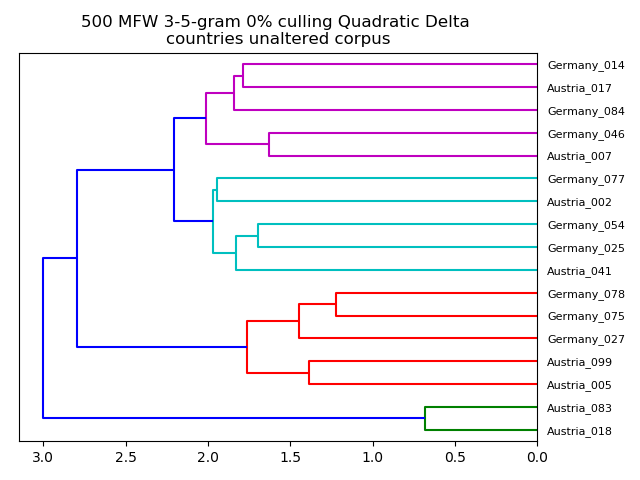 500 MFW 3-5-gram 0% culling Quadratic Delta
countries unaltered corpus
Germany_014
Austria_017
Germany_084
Germany_046
Austria_007
Germany_077
Austria_002
Germany_054
Germany_025
Austria_041
Germany_078
Germany_075
Germany_027
Austria_099
Austria_005
Austria_083
Austria_018
3.0 2.5 2.0 1.5 1.0 0.5 0.0